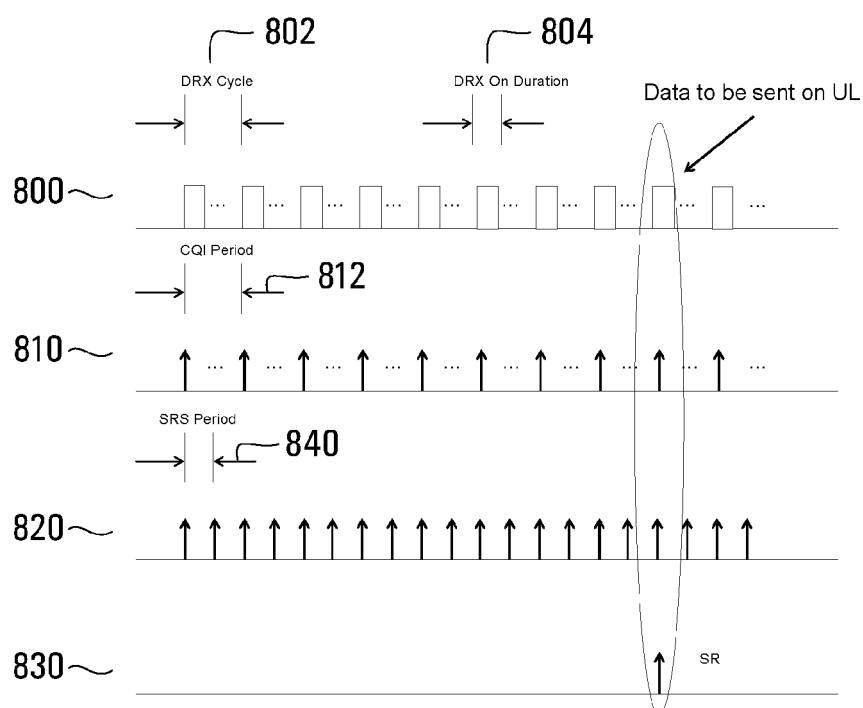 802
804
DRX Cycle
DRX On Duration
Data to be sent on UL
800
... ... ... ... ... ... ... ... ... ...
CQI Period
812
810
... ... ... ... ... ... ... ... ... ...
SRS Period
840
820
830
SR